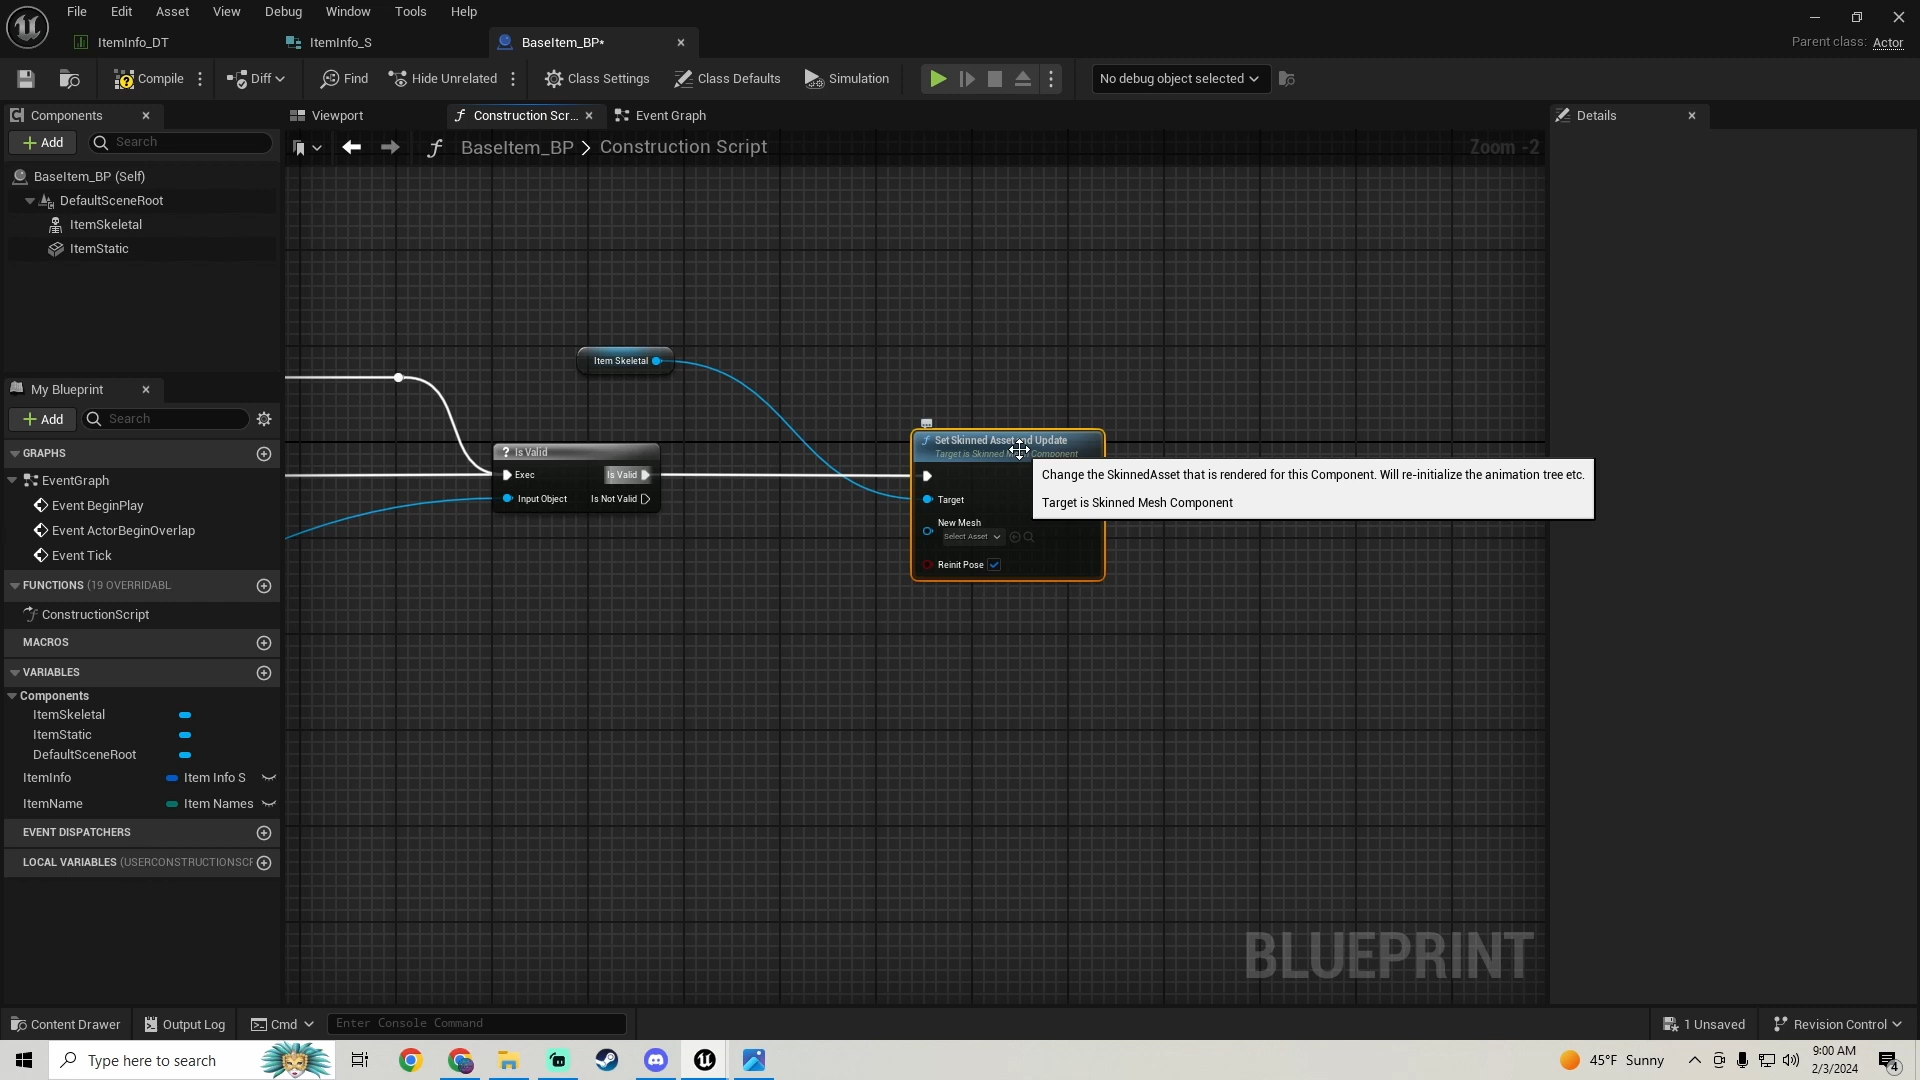 File Edit Asset View Debug Window Tools Help
ItemInfo_DT ItemInfo_S BaseItem_BP*
Parent class: Actor
Compile Diff Find Hide Unrelated Class Settings Class Defaults Simulation No debug object selected
Components
Add Search
BaseItem_BP (Self)
DefaultSceneRoot
ItemSkeletal
ItemStatic
My Blueprint
Add Search
GRAPHS
EventGraph
Event BeginPlay
Event ActorBeginOverlap
Event Tick
FUNCTIONS (19 OVERRIDABL
ConstructionScript
MACROS
VARIABLES
Components
ItemSkeletal
ItemStatic
DefaultSceneRoot
ItemInfo Item Info S
ItemName Item Names
EVENT DISPATCHERS
LOCAL VARIABLES (USERCONSTRUCTIONSCR
Viewport Construction Scr... Event Graph
BaseItem_BP > Construction Script
Zoom -2
Item Skeletal
? Is Valid
Exec Is Valid
Input Object Is Not Valid
Set Skinned Asset and Update
Target is Skinned Mesh Component
Target
New Mesh
Select Asset
Reinit Pose
Change the SkinnedAsset that is rendered for this Component. Will re-initialize the animation tree etc.
Target is Skinned Mesh Component
BLUEPRINT
Details
Content Drawer Output Log Cmd Enter Console Command
1 Unsaved Revision Control
Type here to search
45°F Sunny
9:00 AM
2/3/2024
4